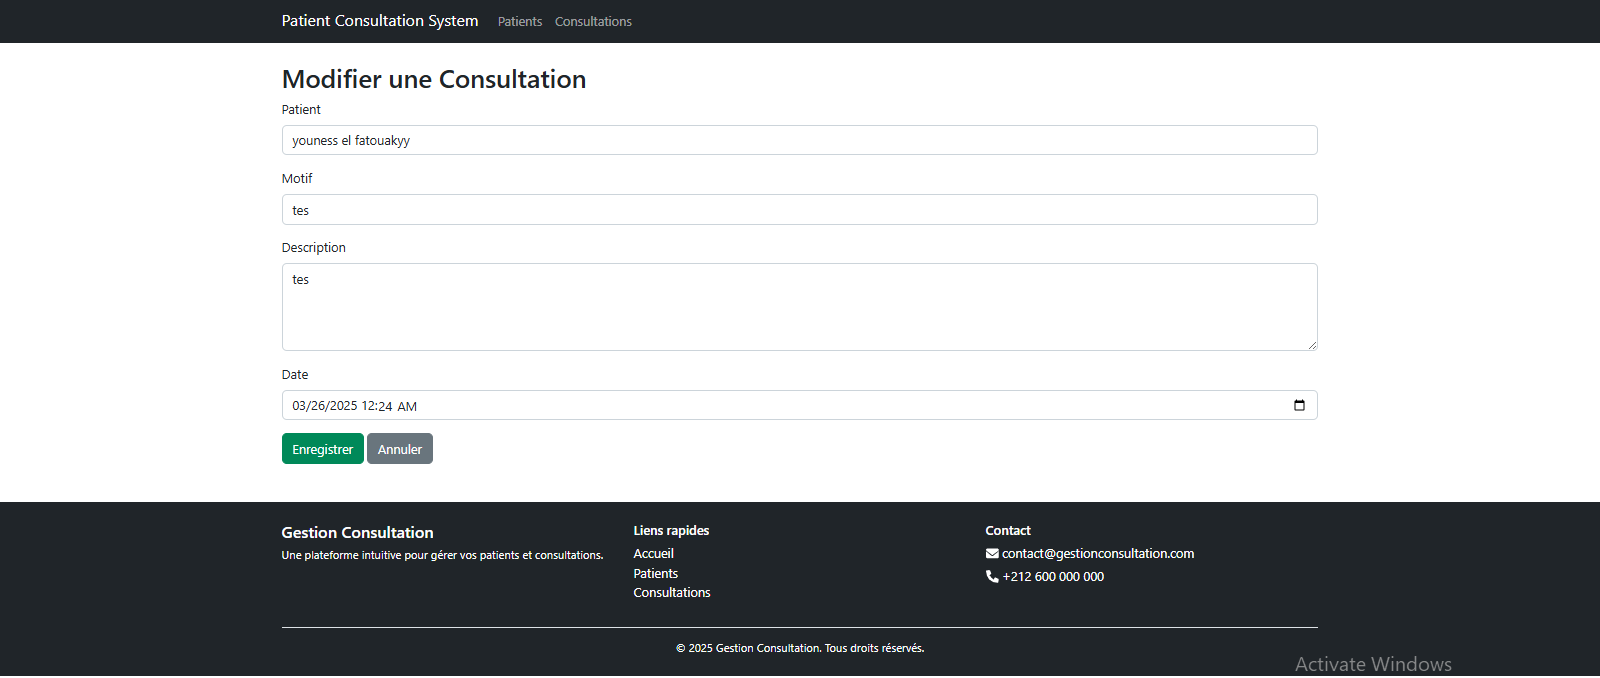 Patient Consultation System Patients Consultations
Modifier une Consultation
Patient
youness el fatouakyy
Motif
tes
Description
tes
Date
03/26/2025 12:24 AM
Enregistrer Annuler
Gestion Consultation
Une plateforme intuitive pour gérer vos patients et consultations.
Liens rapides
Accueil
Patients
Consultations
Contact
contact@gestionconsultation.com
+212 600 000 000
© 2025 Gestion Consultation. Tous droits réservés.
Activate Windows